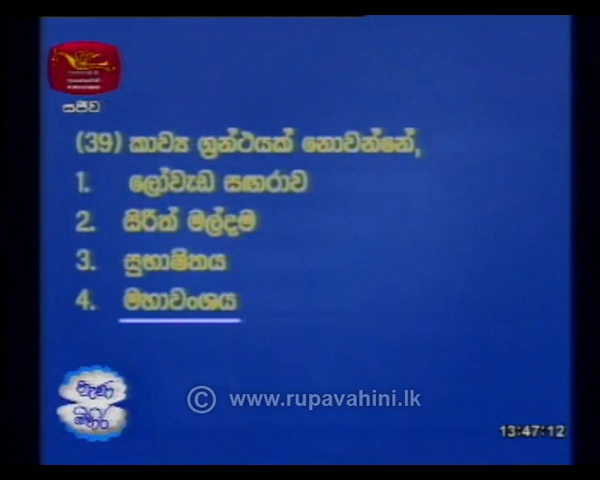 සජීව
(39) කාව්‍ය ග්‍රන්ථයක් නොවන්නේ,
1. ලෝවැඩ සඟරාව
2. සිරිත් මල්දම
3. සුභාෂිතය
4. මහාවංශය
© www.rupavahini.lk
13:47:12